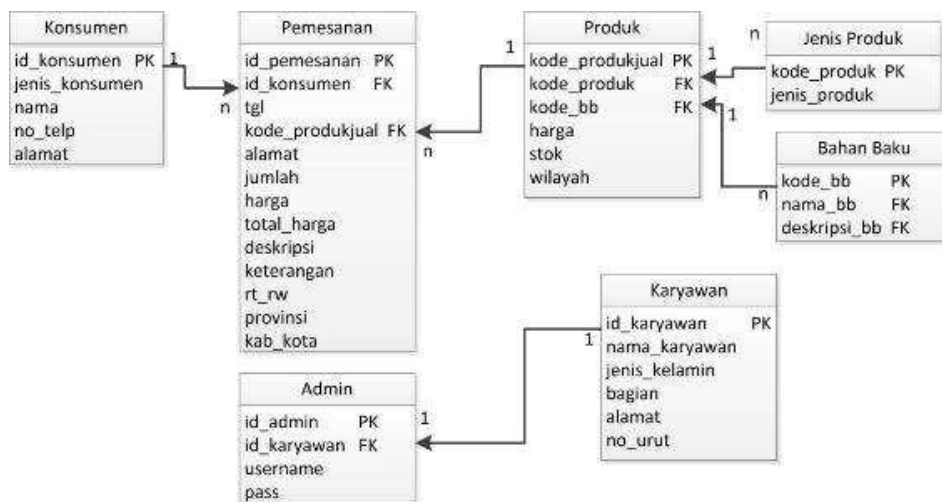 Konsumen
id_konsumen PK
jenis_konsumen
nama
no_telp
alamat
1
n
Pemesanan
id_pemesanan PK
id_konsumen FK
tgl
kode_produkjual FK
alamat
jumlah
harga
total_harga
deskripsi
keterangan
rt_rw
provinsi
kab_kota
1
n
Produk
kode_produkjual PK
kode_produk FK
kode_bb FK
harga
stok
wilayah
1
n
Jenis Produk
kode_produk PK
jenis_produk
1
n
Bahan Baku
kode_bb PK
nama_bb FK
deskripsi_bb FK
Karyawan
id_karyawan PK
nama_karyawan
jenis_kelamin
bagian
alamat
no_urut
1
1
Admin
id_admin PK
id_karyawan FK
username
pass